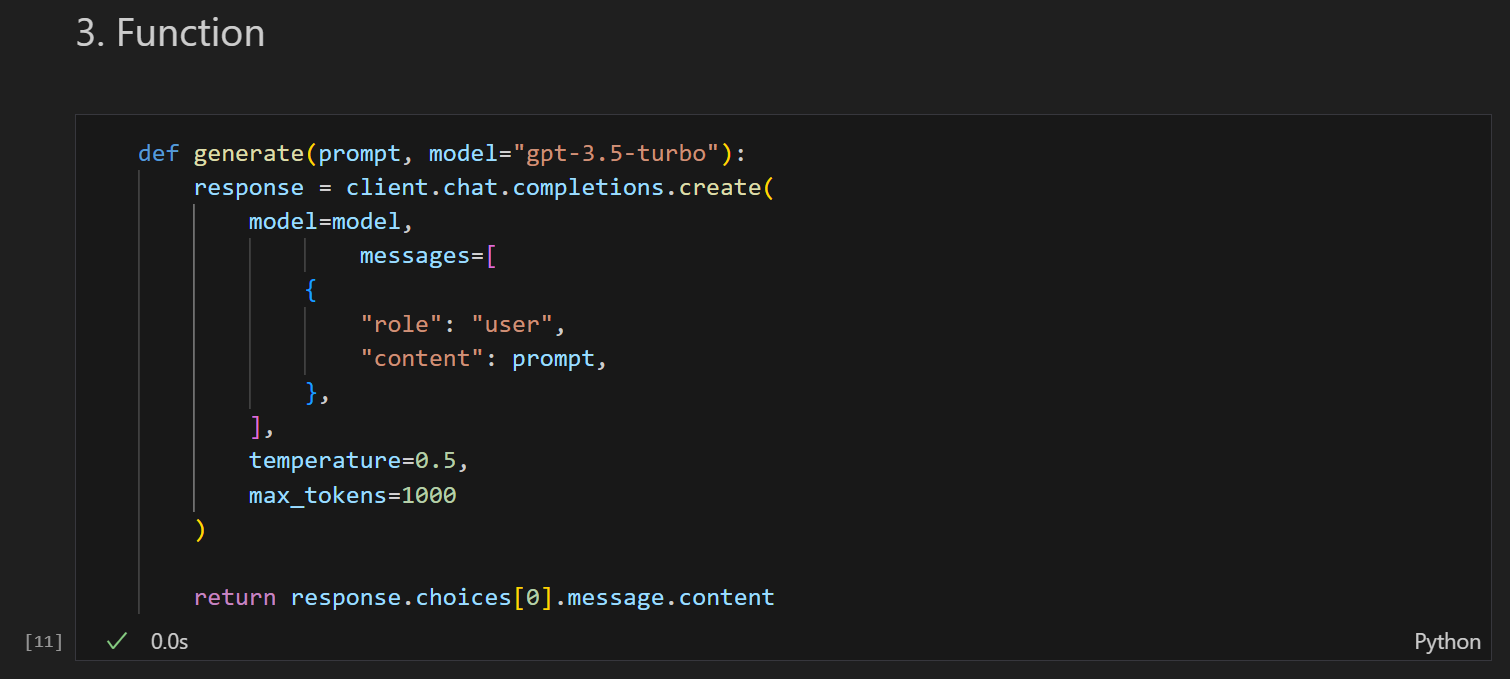 3. Function
def generate(prompt, model="gpt-3.5-turbo"):
    response = client.chat.completions.create(
        model=model,
                messages=[
            {
                "role": "user",
                "content": prompt,
            },
        ],
        temperature=0.5,
        max_tokens=1000
    )
    return response.choices[0].message.content
[11] ✓ 0.0s Python